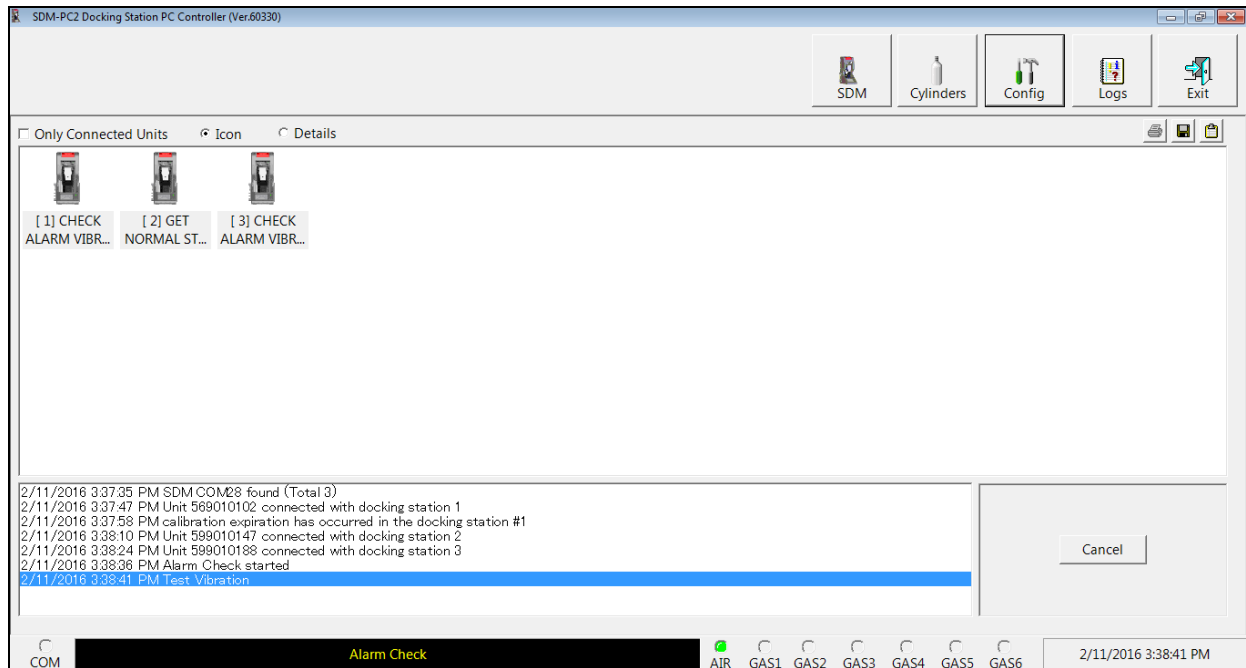 SDM-PC2 Docking Station PC Controller (Ver.60330)
SDM
Cylinders
Config
Logs
Exit
Only Connected Units
Icon
Details
[ 1] CHECK
ALARM VIBR...
[ 2] GET
NORMAL ST...
[ 3] CHECK
ALARM VIBR...
2/11/2016 3:37:35 PM SDM COM28 found (Total 3)
2/11/2016 3:37:47 PM Unit 569010102 connected with docking station 1
2/11/2016 3:37:58 PM calibration expiration has occurred in the docking station #1
2/11/2016 3:38:10 PM Unit 599010147 connected with docking station 2
2/11/2016 3:38:24 PM Unit 599010188 connected with docking station 3
2/11/2016 3:38:36 PM Alarm Check started
2/11/2016 3:38:41 PM Test Vibration
Cancel
COM
Alarm Check
AIR
GAS1
GAS2
GAS3
GAS4
GAS5
GAS6
2/11/2016 3:38:41 PM